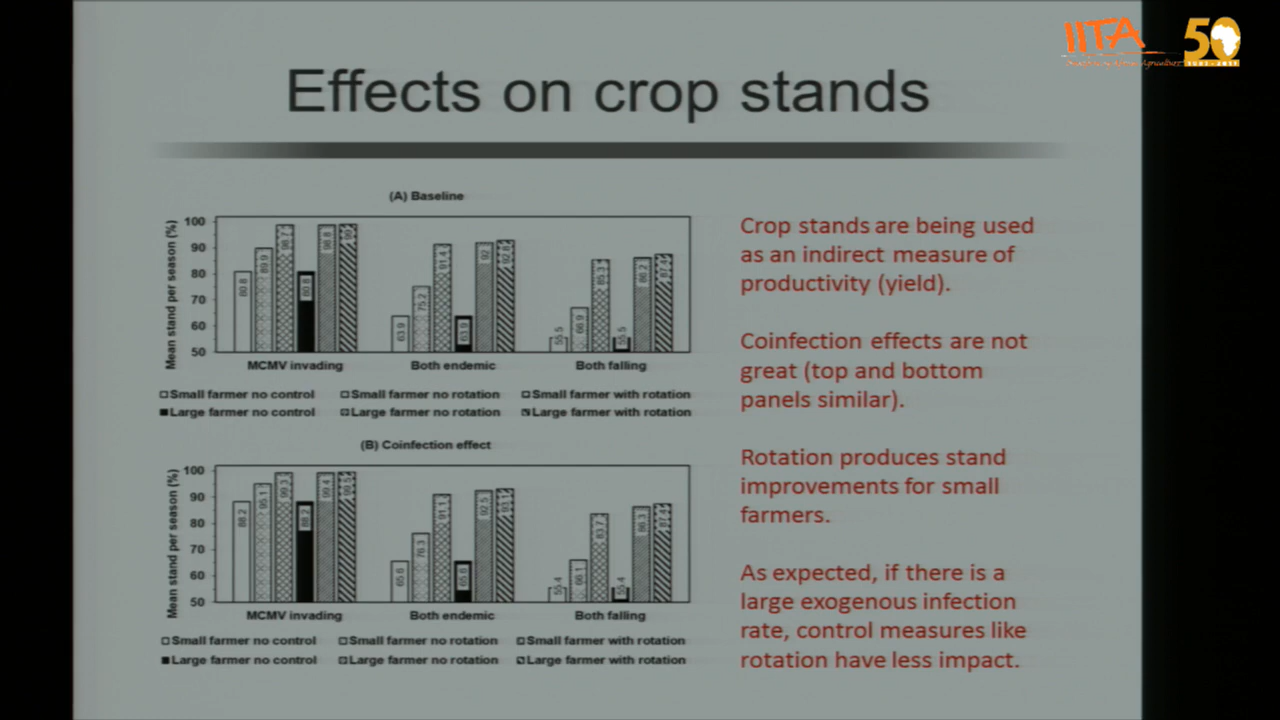 IITA
50
Effects on crop stands
(A) Baseline
Mean stand per season (%)
100
90
80
70
60
50
80.8
89.9
98.7
80.8
98.8
63.9
75.2
91.4
63.9
92
92.8
55.5
66.9
85.3
55.5
86.2
87.4
MCMV invading
Both endemic
Both falling
Small farmer no control
Small farmer no rotation
Small farmer with rotation
Large farmer no control
Large farmer no rotation
Large farmer with rotation
(B) Coinfection effect
Mean stand per season (%)
100
90
80
70
60
50
88.2
95.1
99.3
88.2
99.4
99.5
65.6
76.3
91.1
65.6
92.5
93.1
55.4
66.1
83.7
55.4
86.3
87.4
MCMV invading
Both endemic
Both falling
Small farmer no control
Small farmer no rotation
Small farmer with rotation
Large farmer no control
Large farmer no rotation
Large farmer with rotation
Crop stands are being used
as an indirect measure of
productivity (yield).
Coinfection effects are not
great (top and bottom
panels similar).
Rotation produces stand
improvements for small
farmers.
As expected, if there is a
large exogenous infection
rate, control measures like
rotation have less impact.